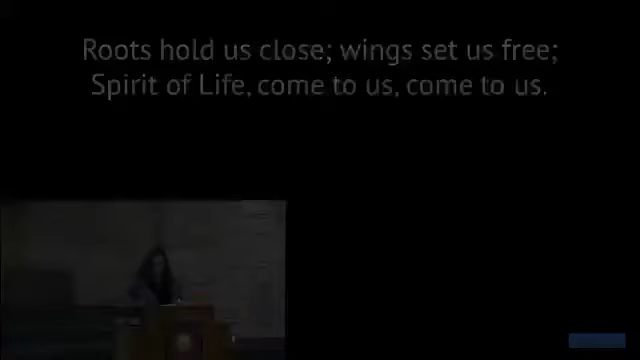 Roots hold us close; wings set us free;
Spirit of Life, come to us, come to us.